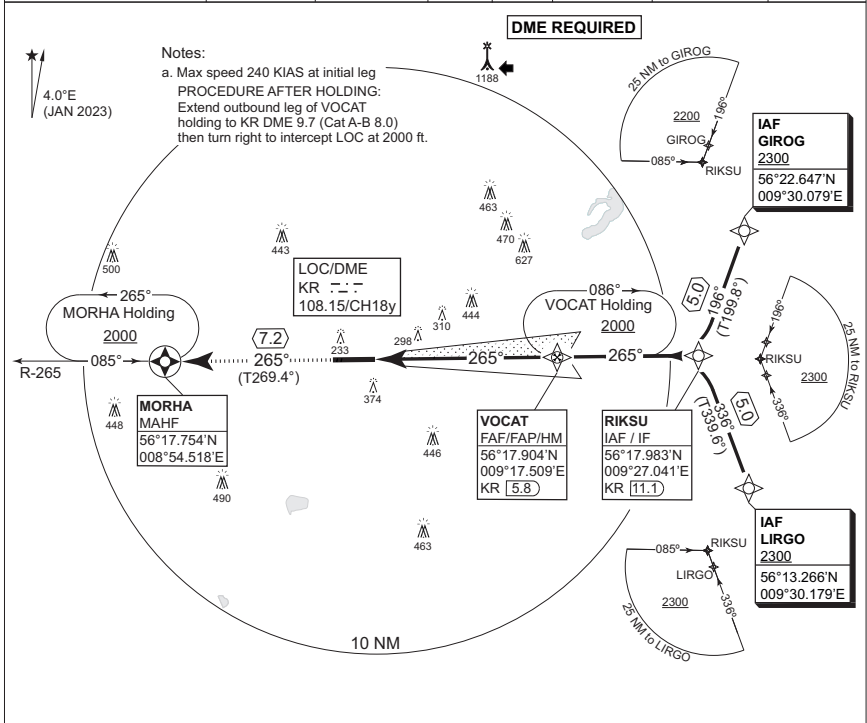 DME REQUIRED
Notes:
a. Max speed 240 KIAS at initial leg
PROCEDURE AFTER HOLDING:
Extend outbound leg of VOCAT
holding to KR DME 9.7 (Cat A-B 8.0)
then turn right to intercept LOC at 2000 ft.
4.0°E
(JAN 2023)
1188
25 NM to GIROG
196°
2200
GIROG
085°
RIKSU
IAF
GIROG
2300
56°22.647'N
009°30.079'E
463
470
627
443
500
LOC/DME
KR
108.15/CH18y
444
310
298
233
374
265°
MORHA Holding
2000
085°
R-265
7.2
265°
(T269.4°)
265°
086°
VOCAT Holding
2000
265°
5.0
196°
(T199.8°)
196°
RIKSU
2300
336°
25 NM to RIKSU
5.0
336°
(T339.6°)
MORHA
MAHF
56°17.754'N
008°54.518'E
448
490
446
463
VOCAT
FAF/FAP/HM
56°17.904'N
009°17.509'E
KR 5.8
RIKSU
IAF / IF
56°17.983'N
009°27.041'E
KR 11.1
IAF
LIRGO
2300
56°13.266'N
009°30.179'E
085°
RIKSU
LIRGO
2300
336°
25 NM to LIRGO
10 NM